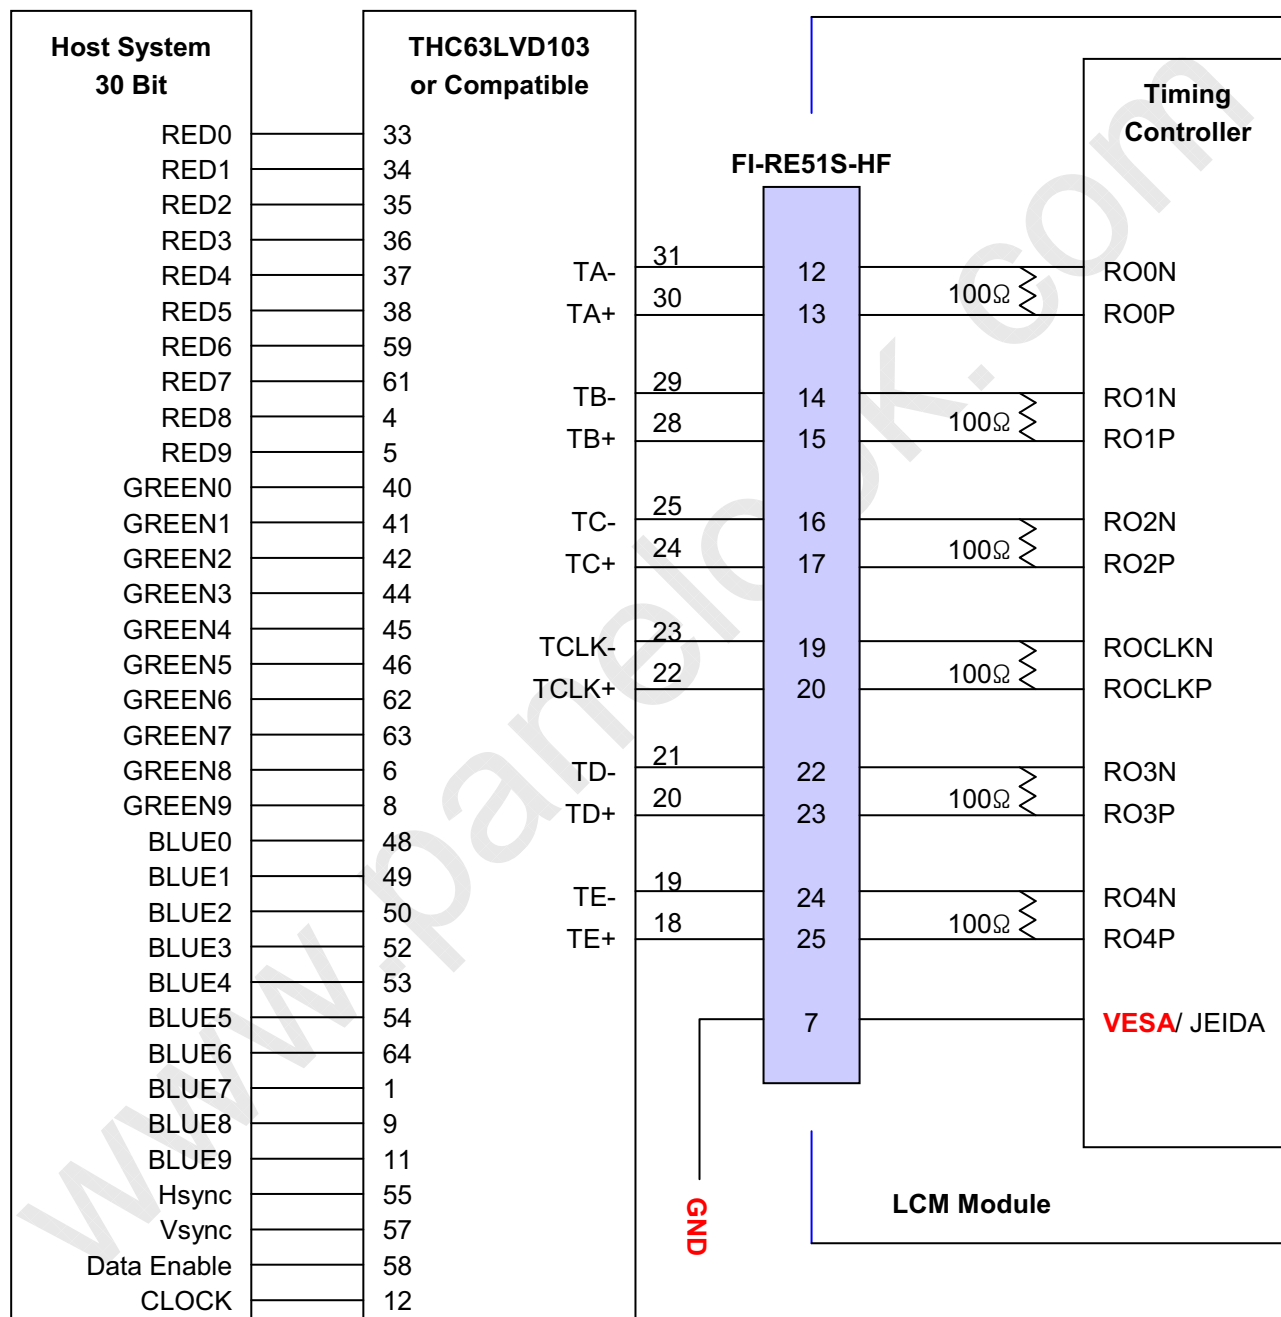 Host System
30 Bit
RED0
RED1
RED2
RED3
RED4
RED5
RED6
RED7
RED8
RED9
GREEN0
GREEN1
GREEN2
GREEN3
GREEN4
GREEN5
GREEN6
GREEN7
GREEN8
GREEN9
BLUE0
BLUE1
BLUE2
BLUE3
BLUE4
BLUE5
BLUE6
BLUE7
BLUE8
BLUE9
Hsync
Vsync
Data Enable
CLOCK
THC63LVD103
or Compatible
33
34
35
36
37
38
59
61
4
5
40
41
42
44
45
46
62
63
6
8
48
49
50
52
53
54
64
1
9
11
55
57
58
12
TA-
TA+
TB-
TB+
TC-
TC+
TCLK-
TCLK+
TD-
TD+
TE-
TE+
31
30
29
28
25
24
23
22
21
20
19
18
FI-RE51S-HF
12
13
14
15
16
17
19
20
22
23
24
25
7
100Ω
100Ω
100Ω
100Ω
100Ω
100Ω
Timing
Controller
RO0N
RO0P
RO1N
RO1P
RO2N
RO2P
ROCLKN
ROCLKP
RO3N
RO3P
RO4N
RO4P
VESA/ JEIDA
GND
LCM Module
www.panelook.com